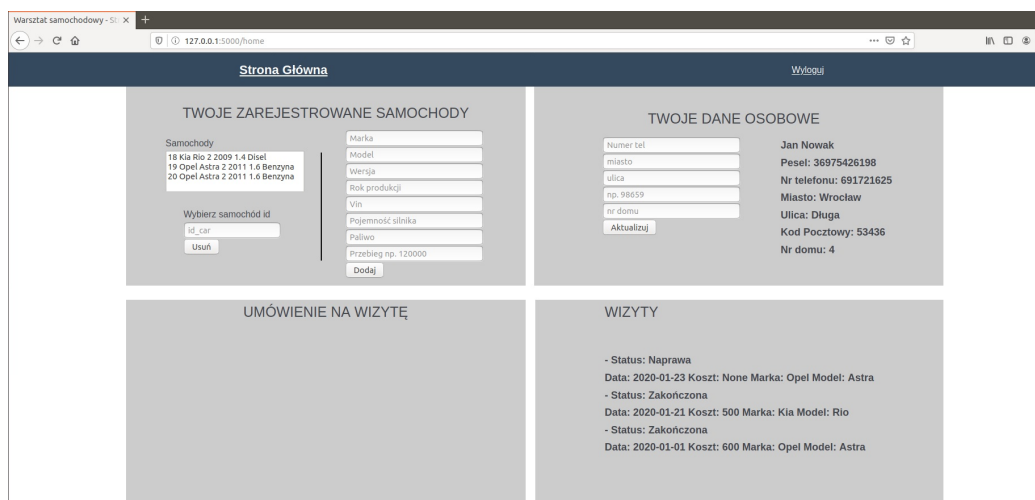 Warsztat samochodowy - St
127.0.0.1:5000/home
Strona Główna
Wyloguj
TWOJE ZAREJESTROWANE SAMOCHODY
Samochody
18 Kia Rio 2 2009 1.4 Disel
19 Opel Astra 2 2011 1.6 Benzyna
20 Opel Astra 2 2011 1.6 Benzyna
Wybierz samochód id
id_car
Usuń
Marka
Model
Wersja
Rok produkcji
Vin
Pojemność silnika
Paliwo
Przebieg np. 120000
Dodaj
TWOJE DANE OSOBOWE
Numer tel
miasto
ulica
np. 98659
nr domu
Aktualizuj
Jan Nowak
Pesel: 36975426198
Nr telefonu: 691721625
Miasto: Wrocław
Ulica: Długa
Kod Pocztowy: 53436
Nr domu: 4
UMÓWIENIE NA WIZYTĘ
WIZYTY
- Status: Naprawa
Data: 2020-01-23 Koszt: None Marka: Opel Model: Astra
- Status: Zakończona
Data: 2020-01-21 Koszt: 500 Marka: Kia Model: Rio
- Status: Zakończona
Data: 2020-01-01 Koszt: 600 Marka: Opel Model: Astra